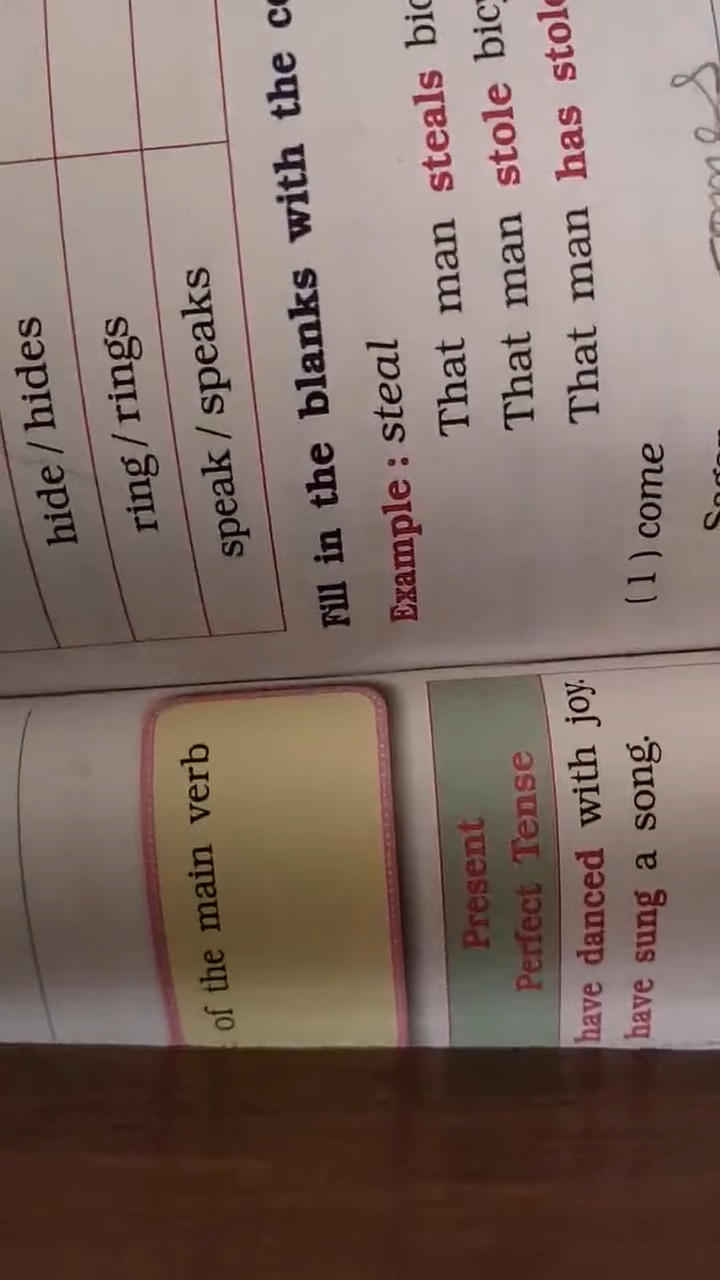 of the main verb
Present
Perfect Tense
have danced with joy.
have sung a song.
hide / hides
ring / rings
speak / speaks
Fill in the blanks with the
Example : steal
That man steals
That man stole
That man has
(1) come